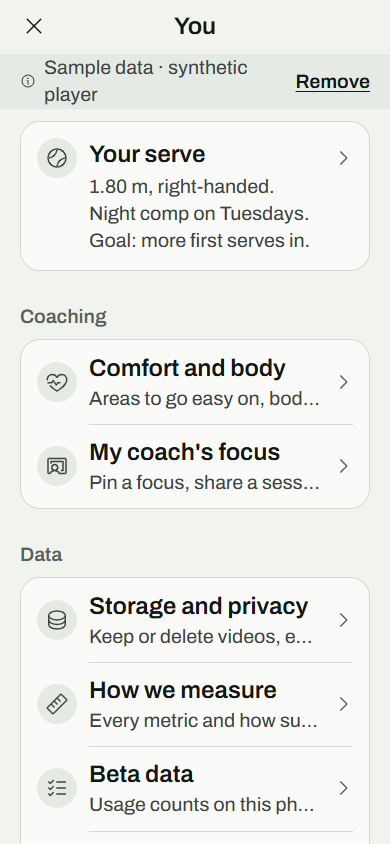 You
Sample data · synthetic
player
Remove
Your serve
1.80 m, right-handed.
Night comp on Tuesdays.
Goal: more first serves in.
Coaching
Comfort and body
Areas to go easy on, bod...
My coach's focus
Pin a focus, share a sess...
Data
Storage and privacy
Keep or delete videos, e...
How we measure
Every metric and how su...
Beta data
Usage counts on this ph...